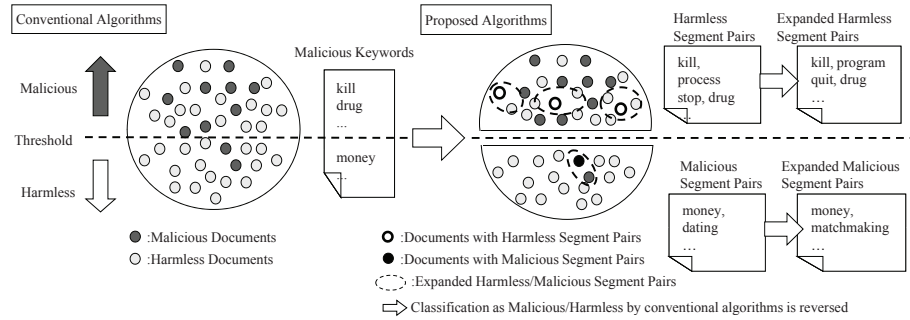 Conventional Algorithms
Malicious
Threshold
Harmless
Malicious Keywords
kill
drug
...
money
...
:Malicious Documents
:Harmless Documents
Proposed Algorithms
:Documents with Harmless Segment Pairs
:Documents with Malicious Segment Pairs
:Expanded Harmless/Malicious Segment Pairs
Classification as Malicious/Harmless by conventional algorithms is reversed
Harmless
Segment Pairs
kill,
process
stop, drug
...
Expanded Harmless
Segment Pairs
kill, program
quit, drug
...
Malicious
Segment Pairs
money,
dating
...
Expanded Malicious
Segment Pairs
money,
matchmaking
...